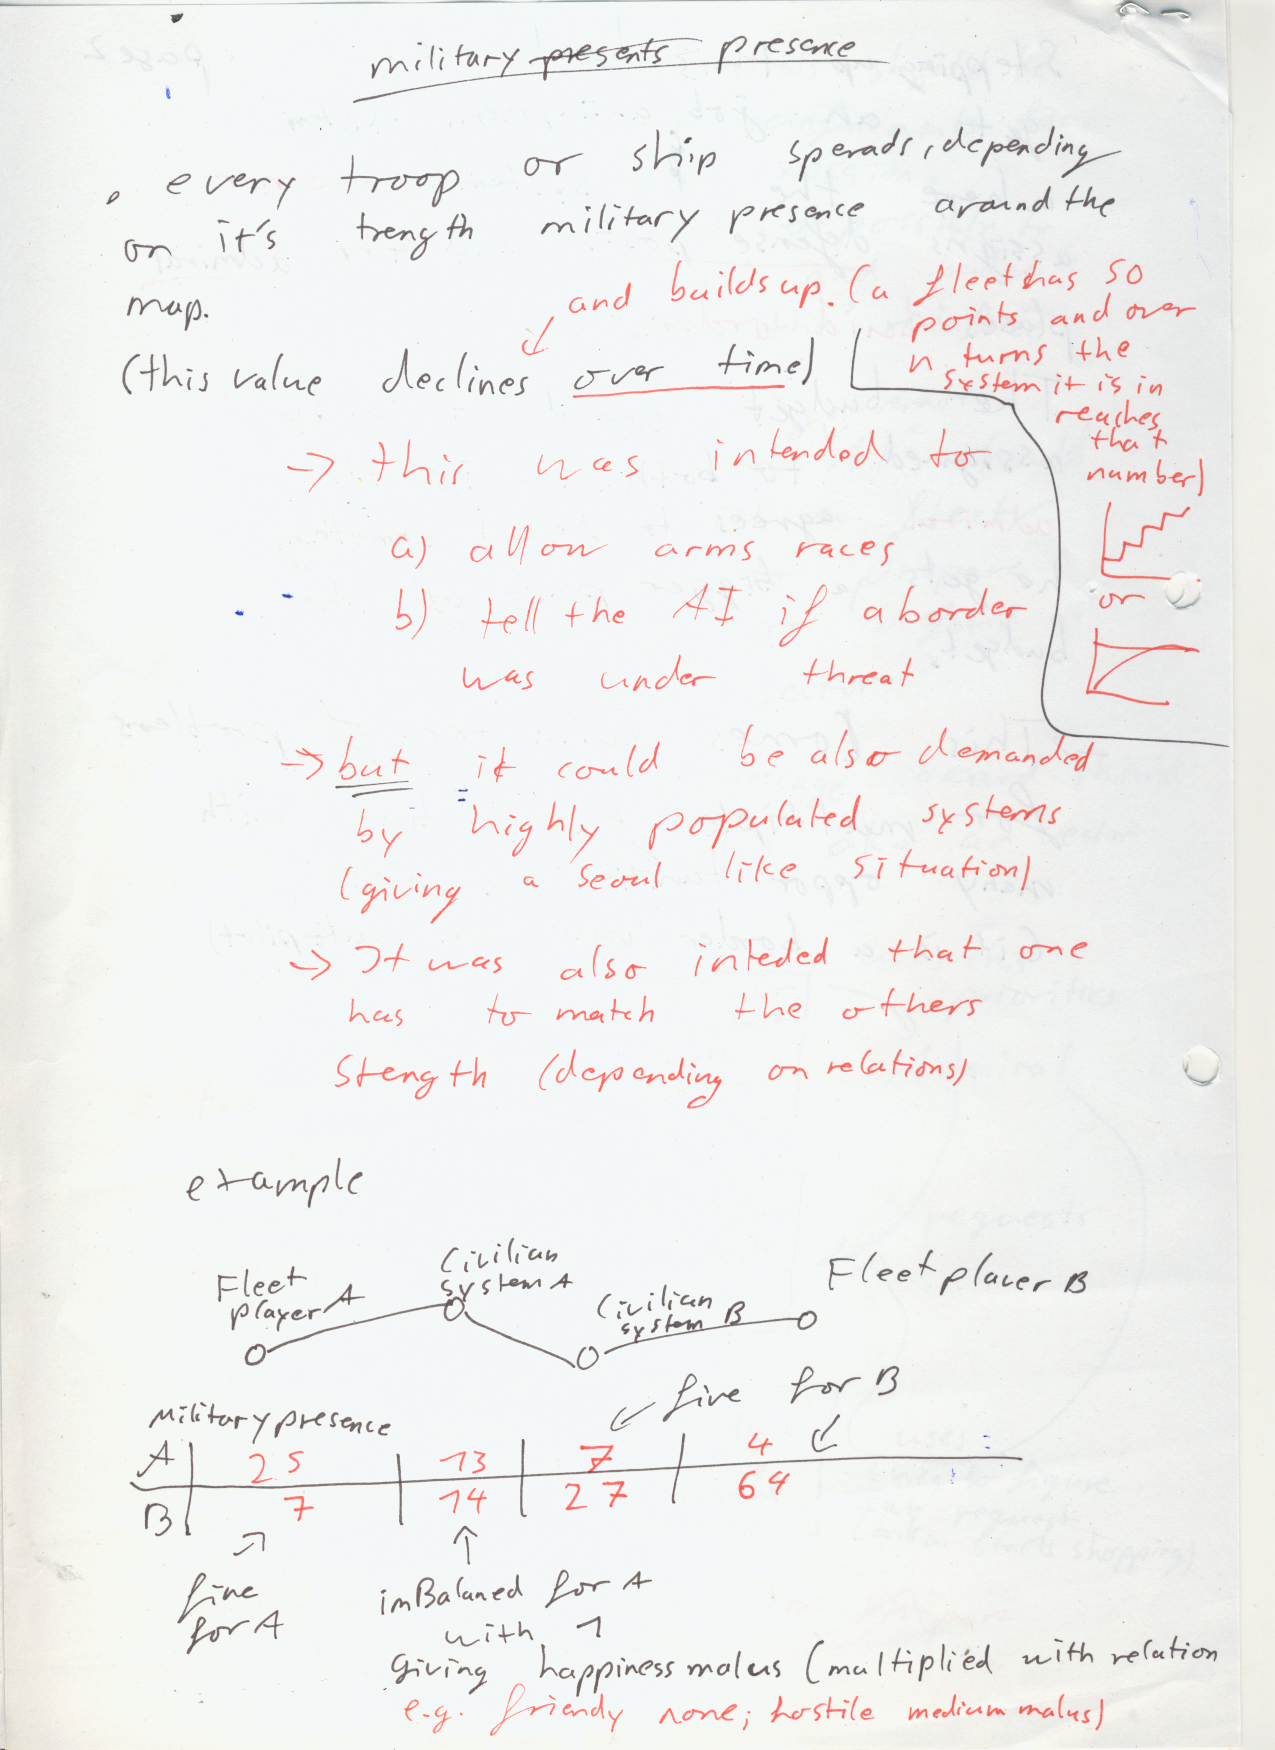 military presents presence
, every troop or ship sperads, depending
on it's trength military presence around the
map.
and builds up. (a fleet has 50
points and over
n turns the
system it is in
reaches
that
number)
(this value declines over time)
or
-> this was intended to
a) allow arms races
b) tell the AI if a border
was under threat
-> but it could be also demanded
by highly populated systems
(giving a seoul like situation)
-> It was also inteded that one
has to match the others
Stength (depending on relations)
example
Fleet
player A
Civilian
system A
Civilian
system B
Fleet player B
Military presence
five for B
A 25 13 7 4
B 7 14 27 64
fine
for A
imBalaned for A
with 1
giving happiness malus (multiplied with relation
e.g. friendly none; hostile medium malus)